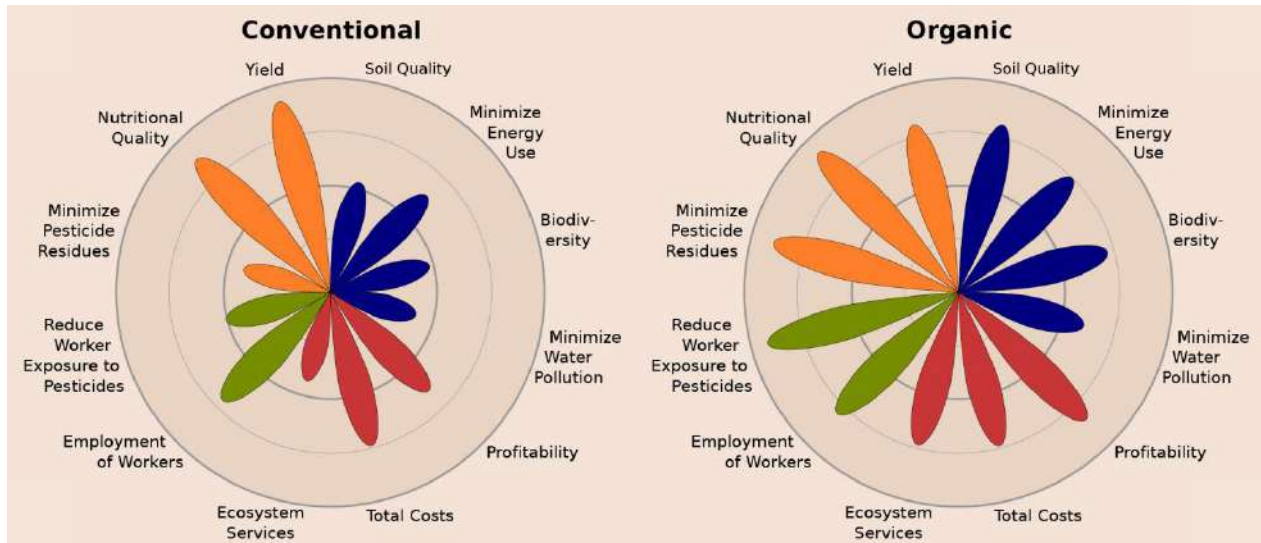 Conventional
Yield
Soil Quality
Nutritional
Quality
Minimize
Energy
Use
Minimize
Pesticide
Residues
Biodiv-
ersity
Reduce
Worker
Exposure to
Pesticides
Minimize
Water
Pollution
Employment
of Workers
Profitability
Ecosystem
Services
Total Costs
Organic
Yield
Soil Quality
Nutritional
Quality
Minimize
Energy
Use
Minimize
Pesticide
Residues
Biodiv-
ersity
Reduce
Worker
Exposure to
Pesticides
Minimize
Water
Pollution
Employment
of Workers
Profitability
Ecosystem
Services
Total Costs